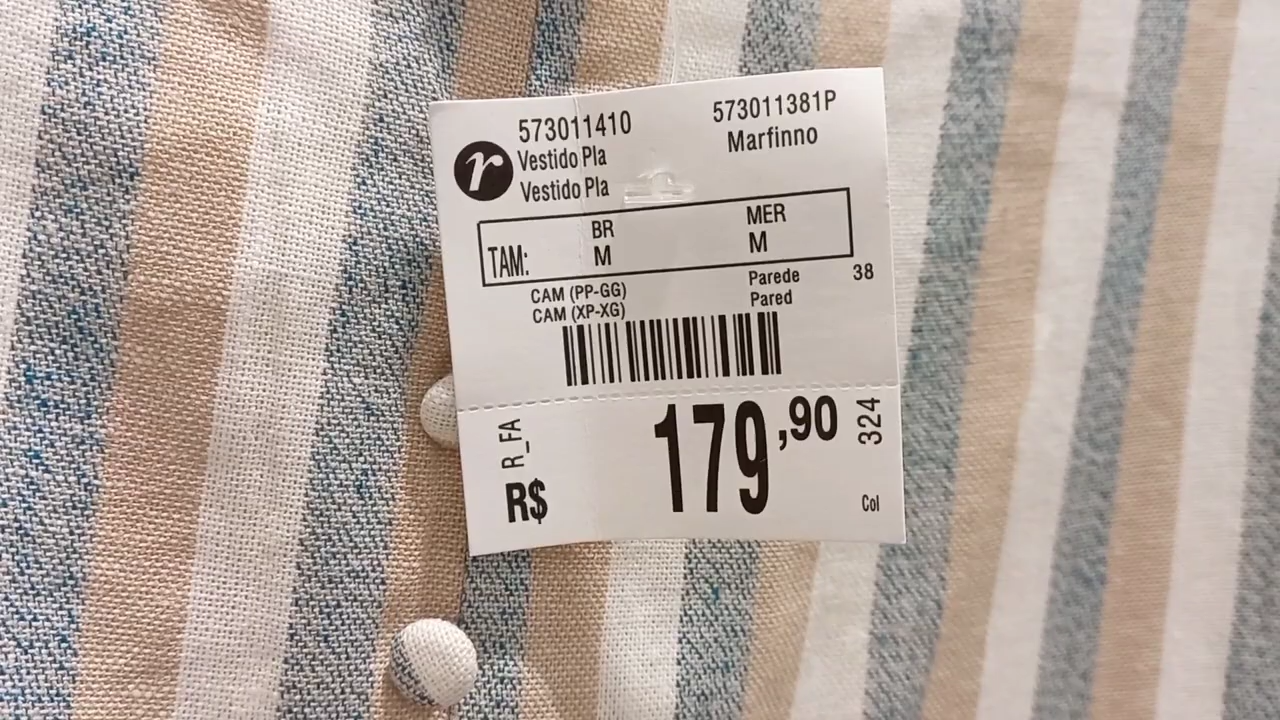 573011410 573011381P
r Vestido Pla Marfinno
Vestido Pla
BR MER
TAM: M M
CAM (PP-GG) Parede 38
CAM (XP-XG) Pared
R_FA 179,90 324
R$ Col